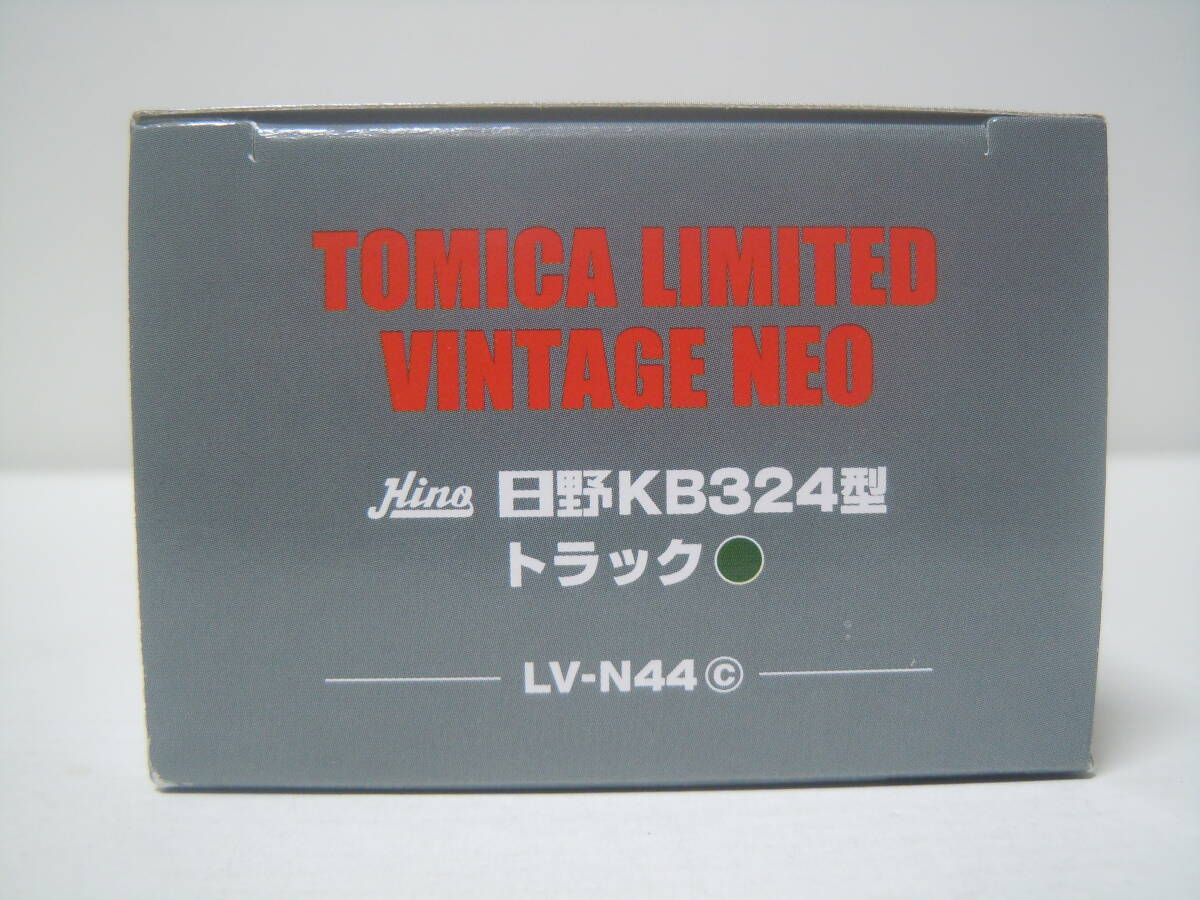 TOMICA LIMITED
VINTAGE NEO
Hino 日野KB324型
トラック
LV-N44 ⓒ